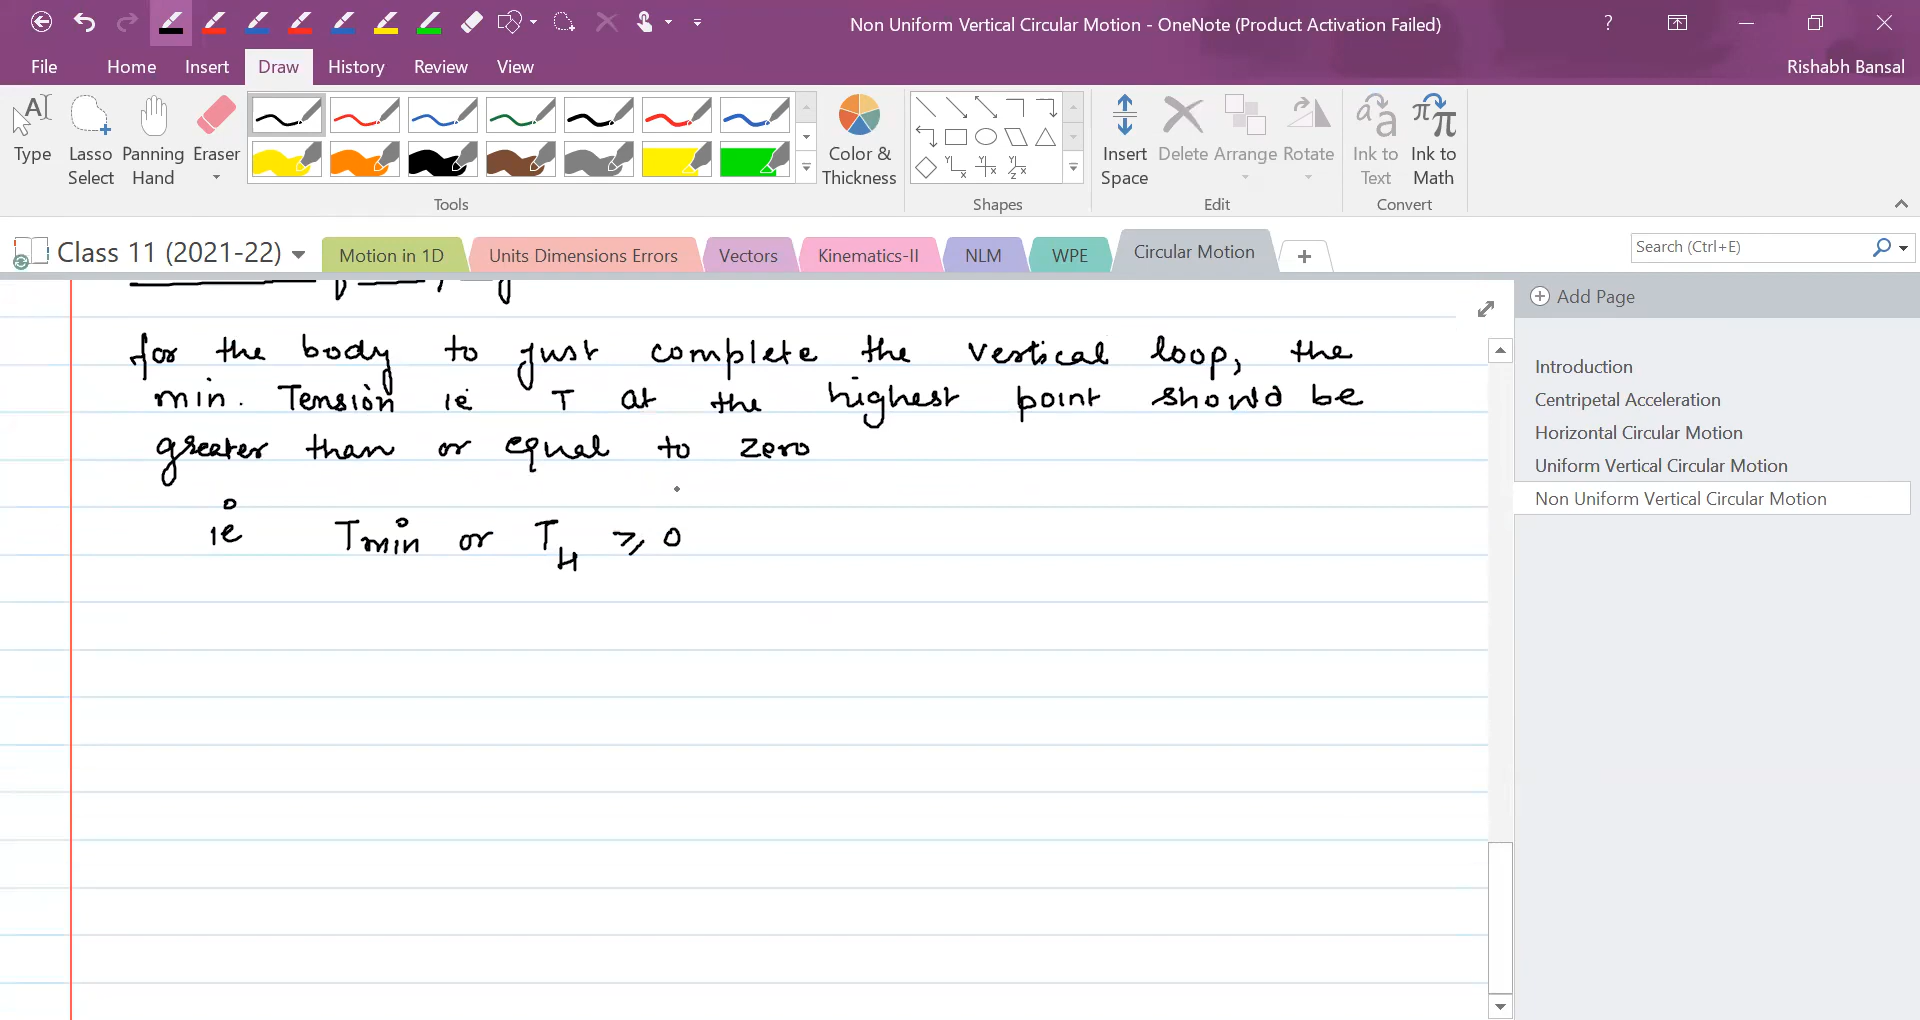 Non Uniform Vertical Circular Motion - OneNote (Product Activation Failed)
?
File Home Insert Draw History Review View
Rishabh Bansal
Type
Lasso Select
Panning Hand
Eraser
Color & Thickness
Insert Space
Delete
Arrange
Rotate
Ink to Text
Ink to Math
Tools
Shapes
Edit
Convert
Class 11 (2021-22)
Motion in 1D
Units Dimensions Errors
Vectors
Kinematics-II
NLM
WPE
Circular Motion
Search (Ctrl+E)
Add Page
Introduction
Centripetal Acceleration
Horizontal Circular Motion
Uniform Vertical Circular Motion
Non Uniform Vertical Circular Motion
for the body to just complete the vertical loop, the
min. Tension ie T at the highest point should be
greater than or equal to zero
ie Tmin or T_H ≥ 0